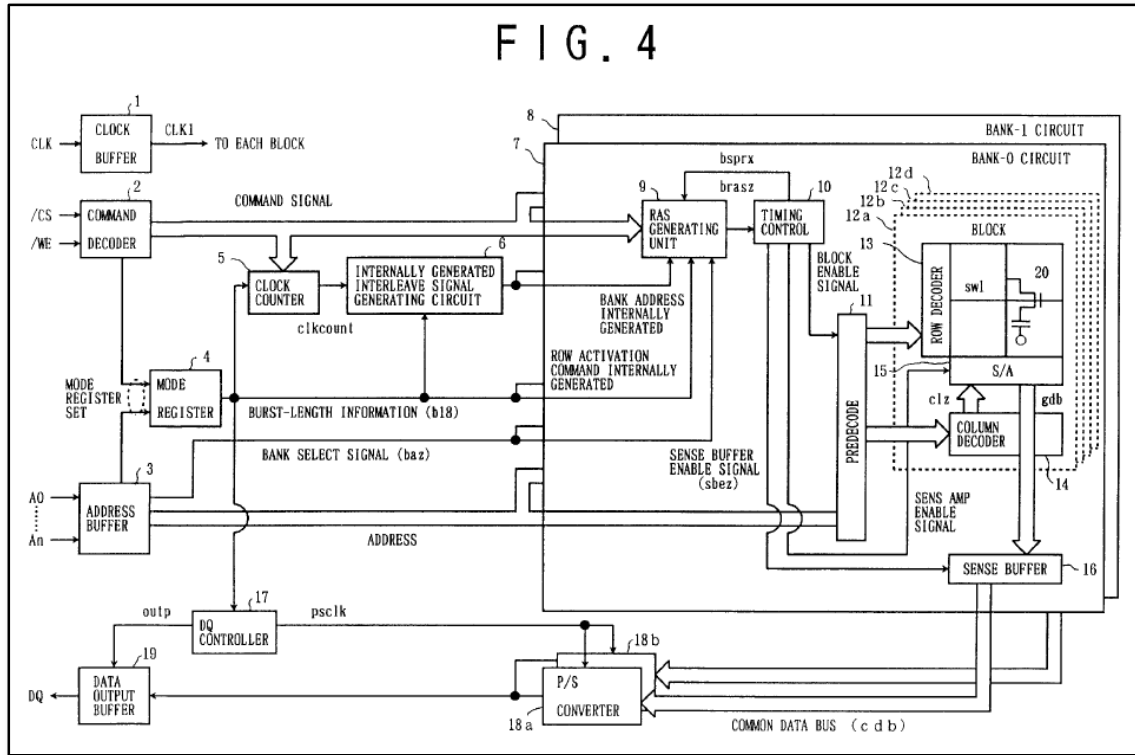 FIG. 4
1
CLK
CLOCK
BUFFER
CLK1
TO EACH BLOCK
8
BANK-1 CIRCUIT
7
BANK-0 CIRCUIT
2
/CS
/WE
COMMAND
DECODER
COMMAND SIGNAL
bsprx
brasz
9
RAS
GENERATING
UNIT
10
TIMING
CONTROL
12d
12c
12b
12a
BLOCK
13
ROW DECODER
swl
20
5
CLOCK
COUNTER
clkcount
6
INTERNALLY GENERATED
INTERLEAVE SIGNAL
GENERATING CIRCUIT
BANK ADDRESS
INTERNALLY
GENERATED
BLOCK
ENABLE
SIGNAL
11
PREDECODE
15
S/A
clz
gdb
COLUMN
DECODER
14
MODE
REGISTER
SET
4
MODE
REGISTER
ROW ACTIVATION
COMMAND INTERNALLY
GENERATED
BURST-LENGTH INFORMATION (bl8)
BANK SELECT SIGNAL (baz)
SENSE BUFFER
ENABLE SIGNAL
(sbez)
SENS AMP
ENABLE
SIGNAL
3
A0
An
ADDRESS
BUFFER
ADDRESS
SENSE BUFFER
16
17
outp
DQ
CONTROLLER
psclk
18b
19
DQ
DATA
OUTPUT
BUFFER
P/S
CONVERTER
18a
COMMON DATA BUS (cdb)